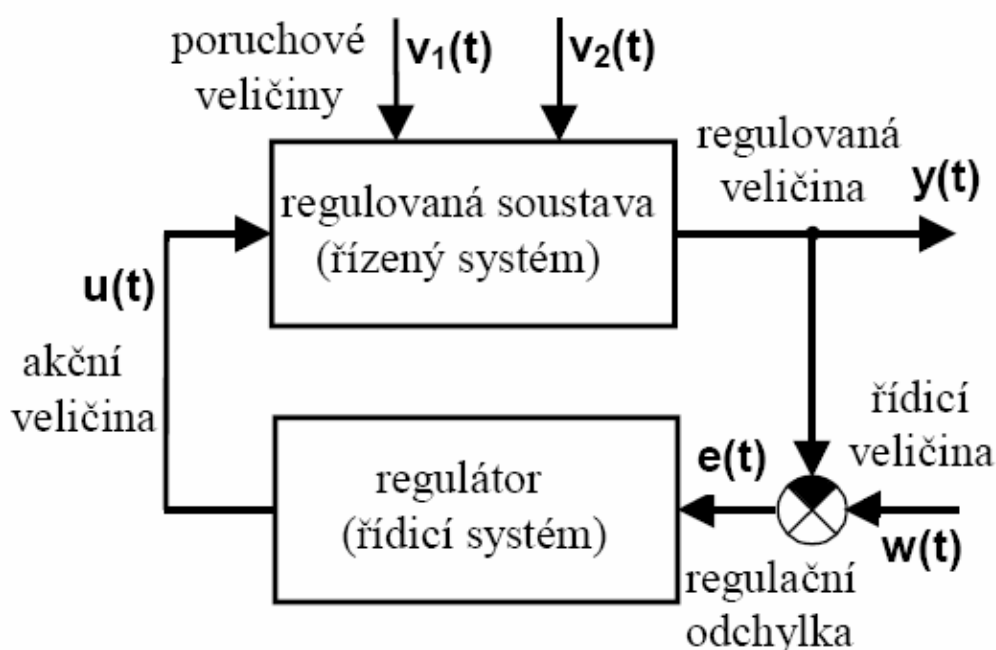 poruchové
veličiny
v₁(t)
v₂(t)
regulovaná soustava
(řízený systém)
regulovaná
veličina
y(t)
u(t)
akční
veličina
regulátor
(řídicí systém)
e(t)
regulační
odchylka
řídicí
veličina
w(t)